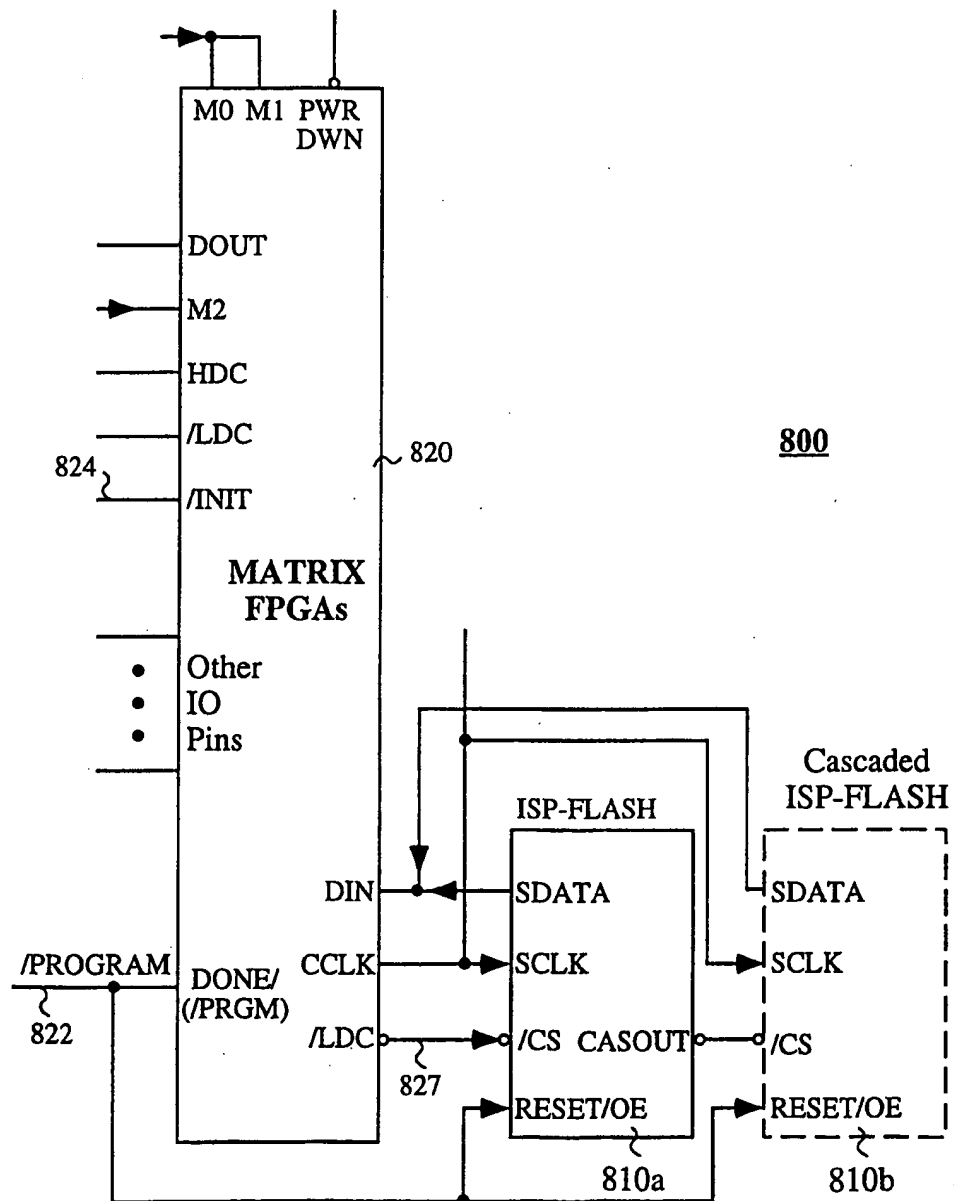 M0 M1 PWR
DWN
DOUT
M2
HDC
/LDC
820
800
824
/INIT
MATRIX
FPGAs
Other
IO
Pins
Cascaded
ISP-FLASH
ISP-FLASH
DIN
SDATA
SDATA
/PROGRAM
CCLK
SCLK
SCLK
DONE/
(/PRGM)
822
/LDC
827
/CS
CASOUT
/CS
RESET/OE
RESET/OE
810a
810b